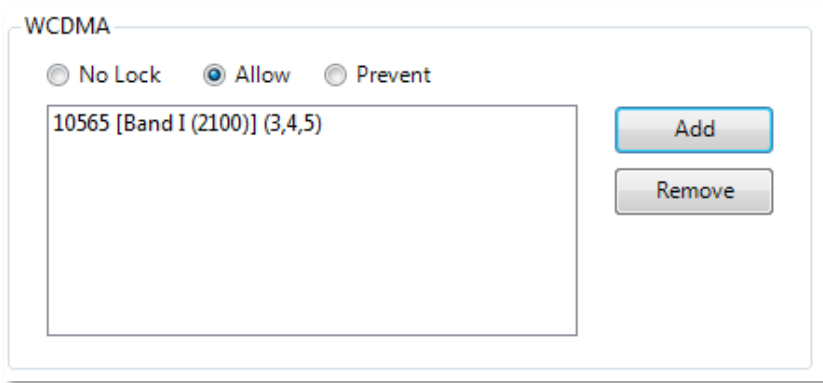 WCDMA
No Lock Allow Prevent
10565 [Band I (2100)] (3,4,5)
Add
Remove